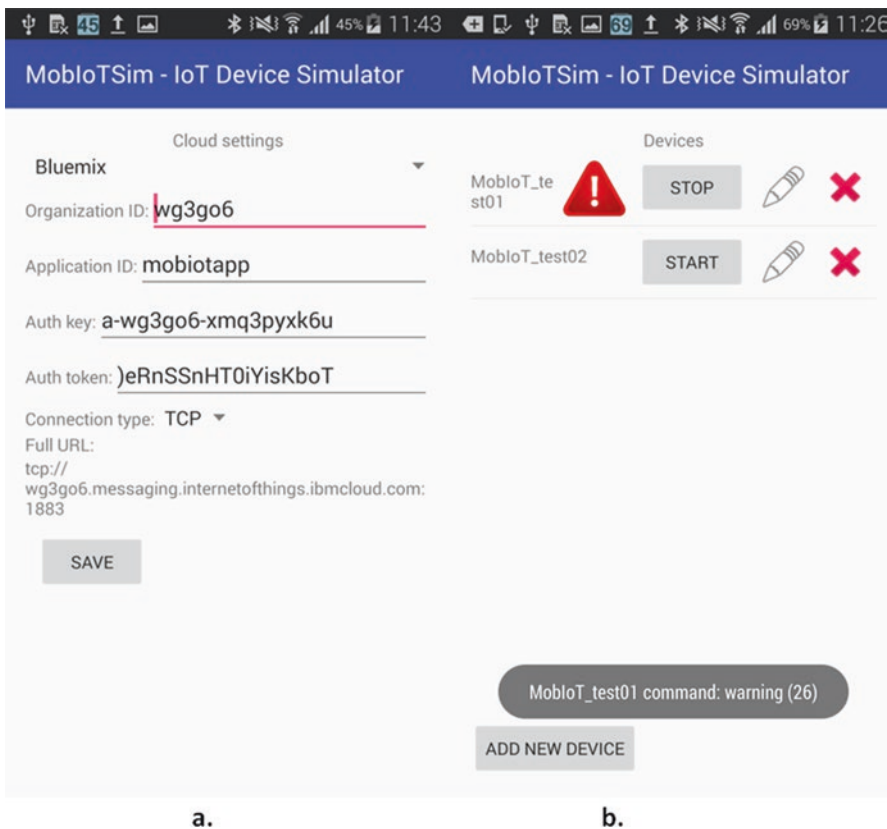 45
45% 11:43
MobIoTSim - IoT Device Simulator
Cloud settings
Bluemix
Organization ID: wg3go6
Application ID: mobiotapp
Auth key: a-wg3go6-xmq3pyxk6u
Auth token: )eRnSSnHT0iYisKboT
Connection type: TCP
Full URL:
tcp://
wg3go6.messaging.internetofthings.ibmcloud.com:
1883
SAVE
a.
69
69% 11:26
MobIoTSim - IoT Device Simulator
Devices
MobIoT_te
st01
STOP
MobIoT_test02
START
MobIoT_test01 command: warning (26)
ADD NEW DEVICE
b.